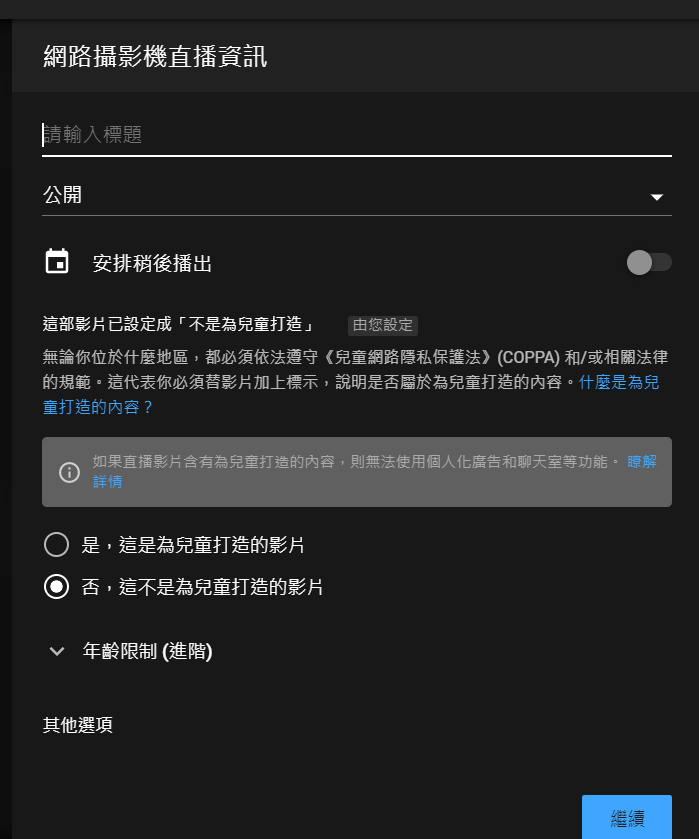 網路攝影機直播資訊
請輸入標題
公開
安排稍後播出
這部影片已設定成「不是為兒童打造」 由您設定
無論你位於什麼地區，都必須依法遵守《兒童網路隱私保護法》(COPPA) 和/或相關法律
的規範。這代表你必須替影片加上標示，說明是否屬於為兒童打造的內容。什麼是為兒
童打造的內容？
如果直播影片含有為兒童打造的內容，則無法使用個人化廣告和聊天室等功能。 瞭解
詳情
是，這是為兒童打造的影片
否，這不是為兒童打造的影片
年齡限制 (進階)
其他選項
繼續